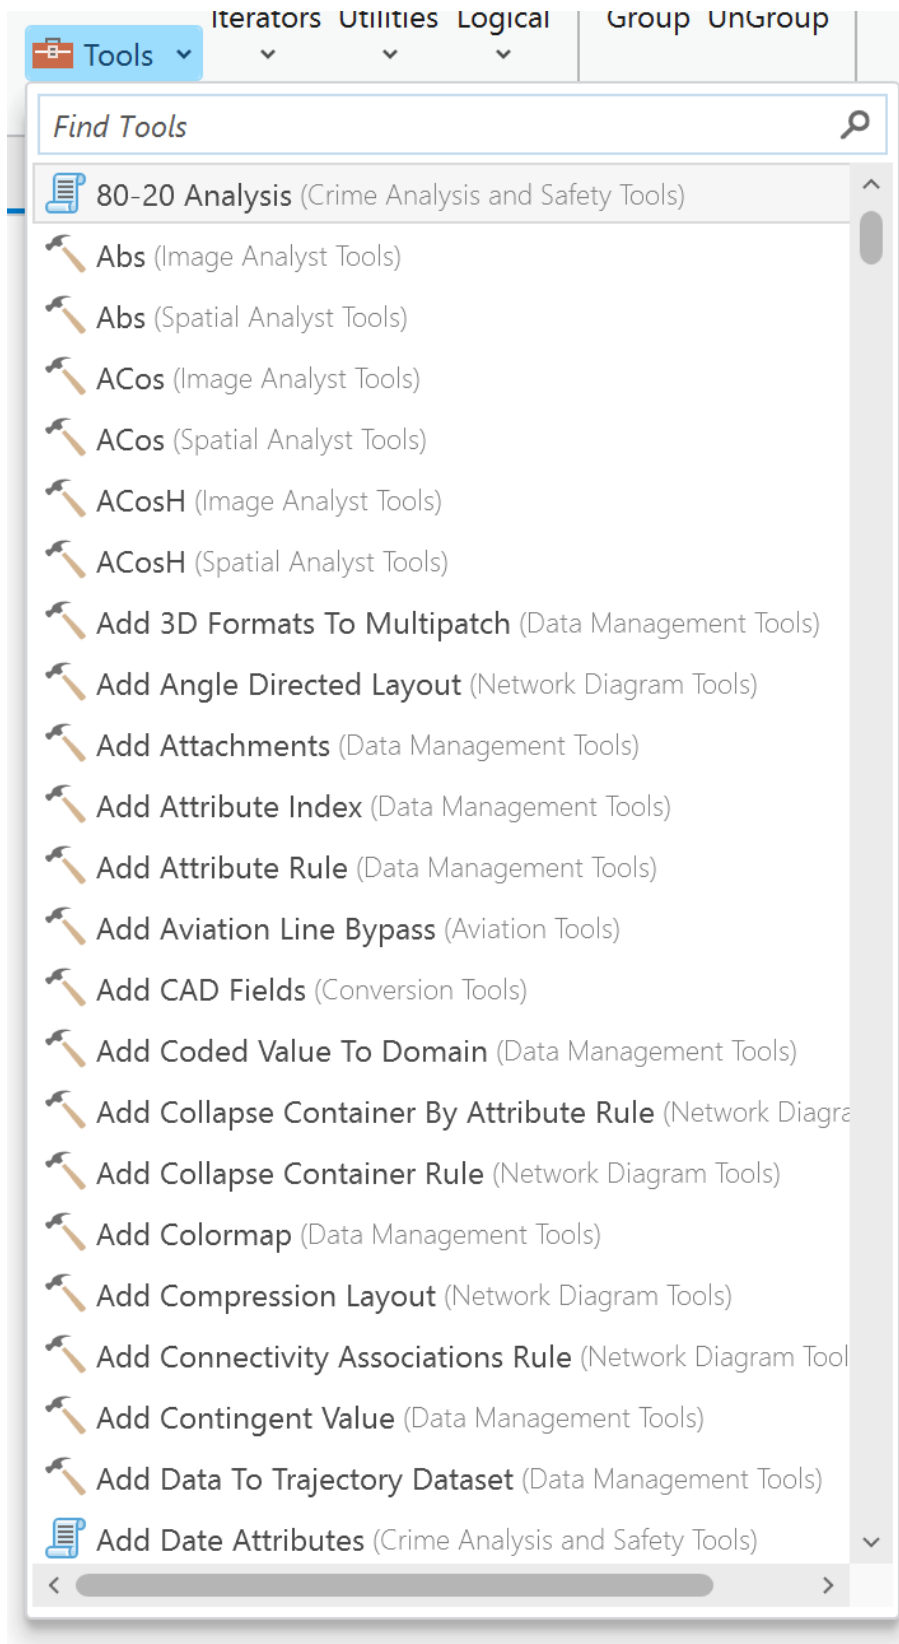 Iterators Utilities Logical Group UnGroup
Tools
Find Tools
80-20 Analysis (Crime Analysis and Safety Tools)
Abs (Image Analyst Tools)
Abs (Spatial Analyst Tools)
ACos (Image Analyst Tools)
ACos (Spatial Analyst Tools)
ACosH (Image Analyst Tools)
ACosH (Spatial Analyst Tools)
Add 3D Formats To Multipatch (Data Management Tools)
Add Angle Directed Layout (Network Diagram Tools)
Add Attachments (Data Management Tools)
Add Attribute Index (Data Management Tools)
Add Attribute Rule (Data Management Tools)
Add Aviation Line Bypass (Aviation Tools)
Add CAD Fields (Conversion Tools)
Add Coded Value To Domain (Data Management Tools)
Add Collapse Container By Attribute Rule (Network Diagra
Add Collapse Container Rule (Network Diagram Tools)
Add Colormap (Data Management Tools)
Add Compression Layout (Network Diagram Tools)
Add Connectivity Associations Rule (Network Diagram Tool
Add Contingent Value (Data Management Tools)
Add Data To Trajectory Dataset (Data Management Tools)
Add Date Attributes (Crime Analysis and Safety Tools)